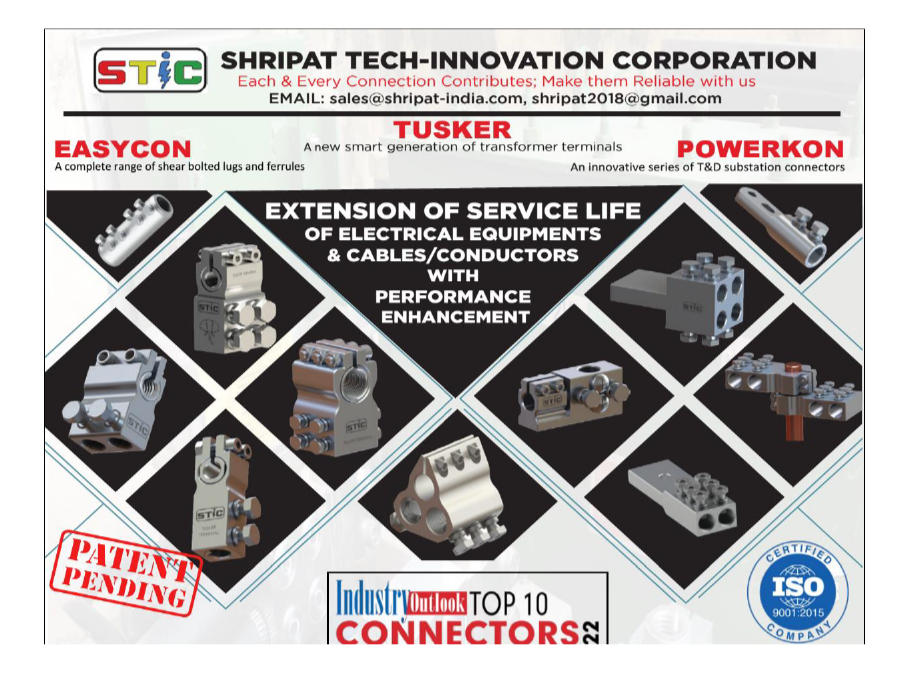 STiC
SHRIPAT TECH-INNOVATION CORPORATION
Each & Every Connection Contributes; Make them Reliable with us
EMAIL: sales@shripat-india.com, shripat2018@gmail.com
TUSKER
A new smart generation of transformer terminals
EASYCON
A complete range of shear bolted lugs and ferrules
POWERKON
An innovative series of T&D substation connectors
EXTENSION OF SERVICE LIFE
OF ELECTRICAL EQUIPMENTS
& CABLES/CONDUCTORS
WITH
PERFORMANCE
ENHANCEMENT
STiC
STiC
STiC
STiC
STiC
STiC
PATENT
PENDING
Industry Outlook TOP 10
CONNECTORS 22
CERTIFIED
ISO
9001:2015
COMPANY